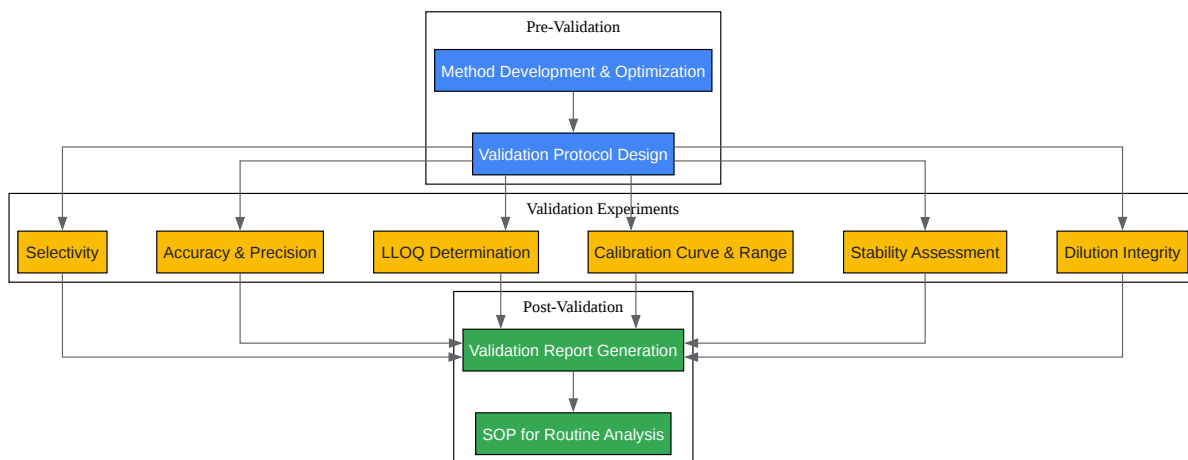 Pre-Validation
Method Development & Optimization
Validation Protocol Design
Validation Experiments
Selectivity
Accuracy & Precision
LLOQ Determination
Calibration Curve & Range
Stability Assessment
Dilution Integrity
Post-Validation
Validation Report Generation
SOP for Routine Analysis